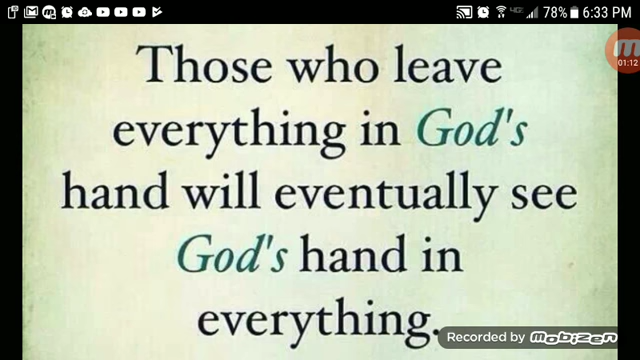 78% 6:33 PM
01:12
Those who leave
everything in God's
hand will eventually see
God's hand in
everything.
Recorded by Mobizen